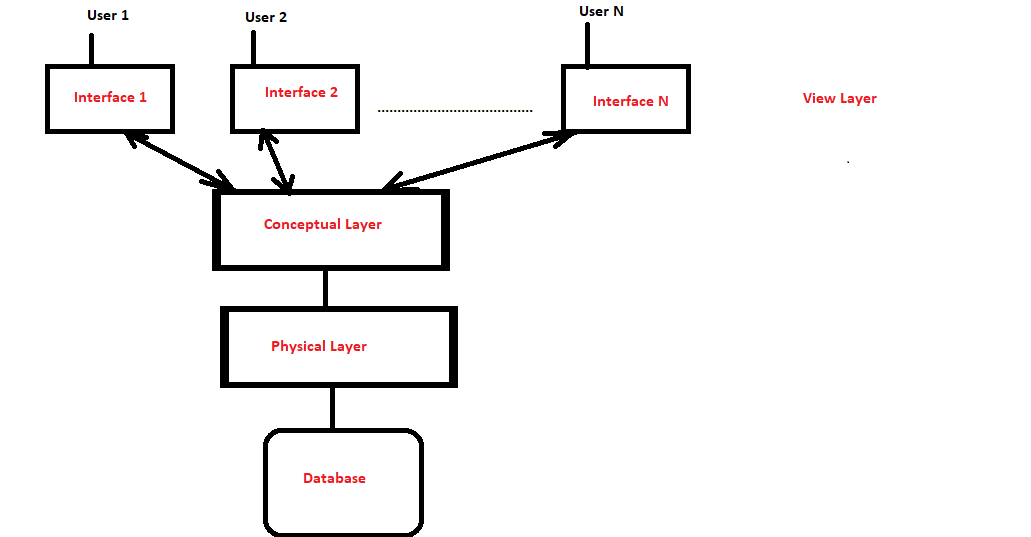 User 1
User 2
User N
Interface 1
Interface 2
.......................................
Interface N
View Layer
Conceptual Layer
Physical Layer
Database